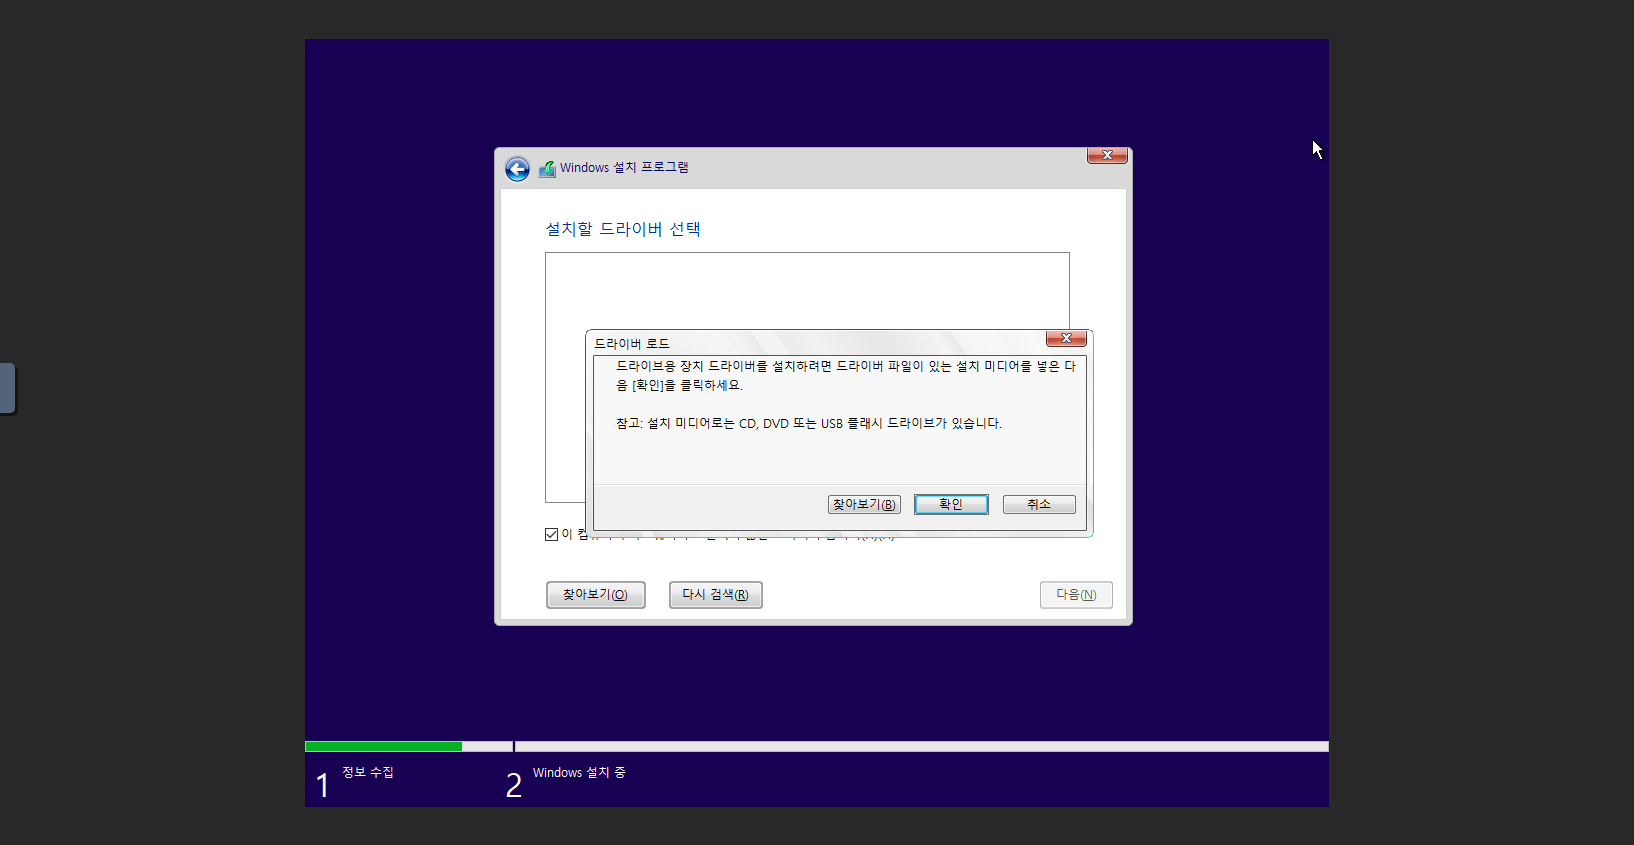 Windows 설치 프로그램
설치할 드라이버 선택
드라이버 로드
드라이브용 장치 드라이버를 설치하려면 드라이버 파일이 있는 설치 미디어를 넣은 다
음 [확인]을 클릭하세요.
참고: 설치 미디어로는 CD, DVD 또는 USB 플래시 드라이브가 있습니다.
찾아보기(B)
확인
취소
이
찾아보기(O)
다시 검색(R)
다음(N)
1 정보 수집
2 Windows 설치 중